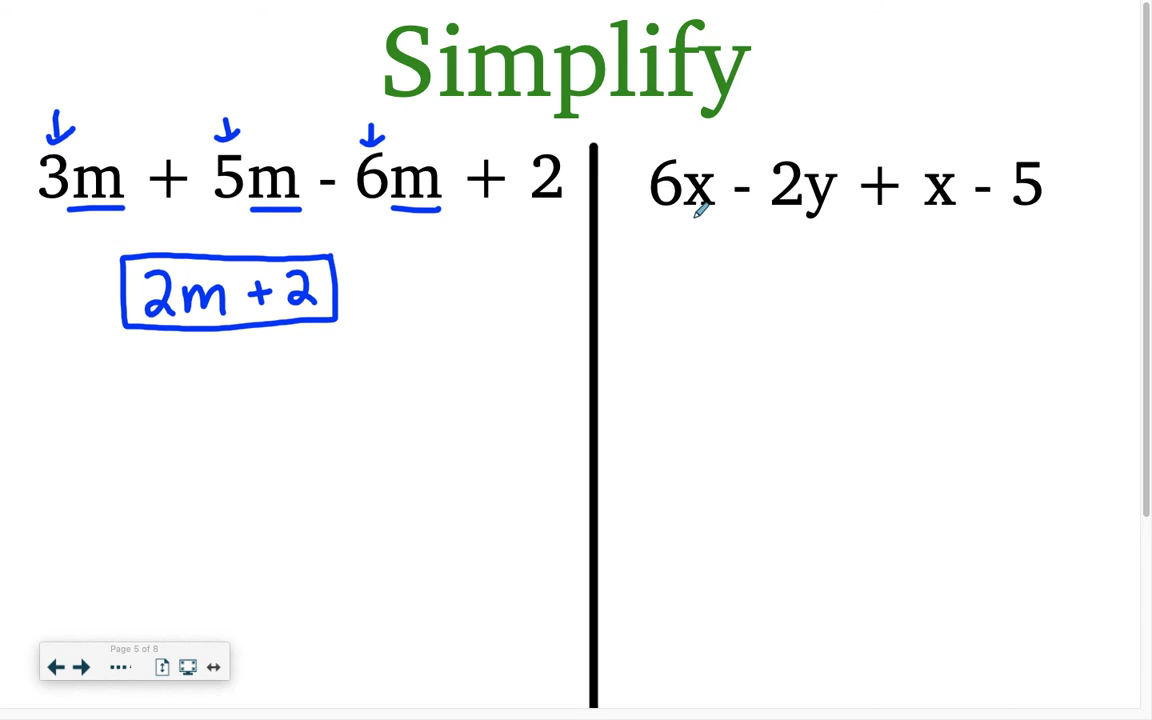 Simplify
3m + 5m - 6m + 2
2m + 2
6x - 2y + x - 5
Page 5 of 8